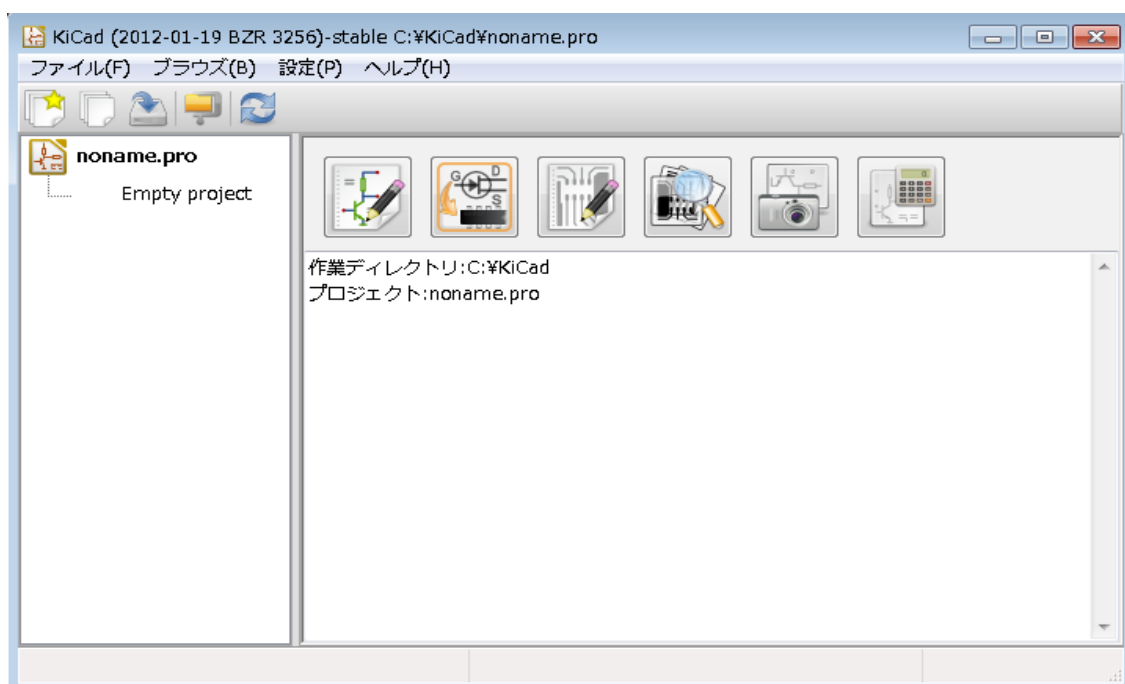 KiCad (2012-01-19 BZR 3256)-stable C:¥KiCad¥noname.pro
ファイル(F) ブラウズ(B) 設定(P) ヘルプ(H)
noname.pro
Empty project
G D
S
作業ディレクトリ:C:¥KiCad
プロジェクト:noname.pro